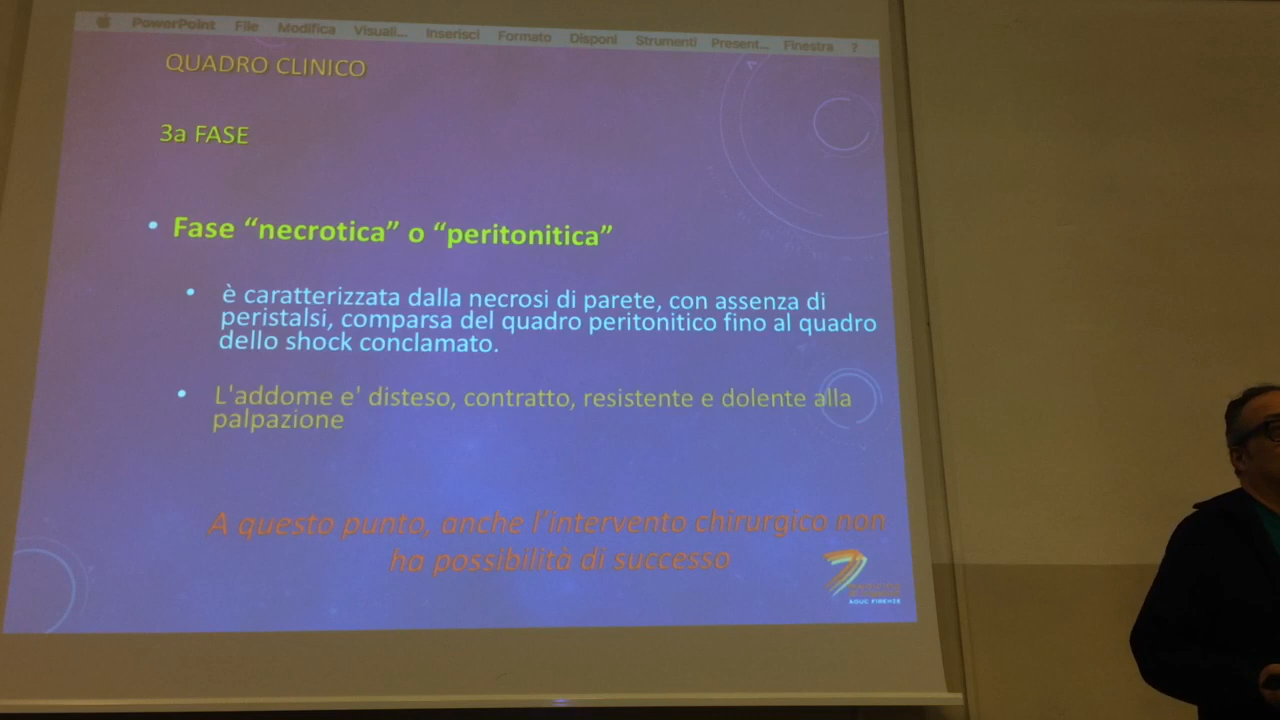 PowerPoint File Modifica Visuali... Inserisci Formato Disponi Strumenti Present... Finestra ?
QUADRO CLINICO
3a FASE
• Fase “necrotica” o “peritonitica”
• è caratterizzata dalla necrosi di parete, con assenza di
peristalsi, comparsa del quadro peritonitico fino al quadro
dello shock conclamato.
• L'addome e' disteso, contratto, resistente e dolente alla
palpazione
A questo punto, anche l'intervento chirurgico non
ha possibilità di successo
AOUC FIRENZE